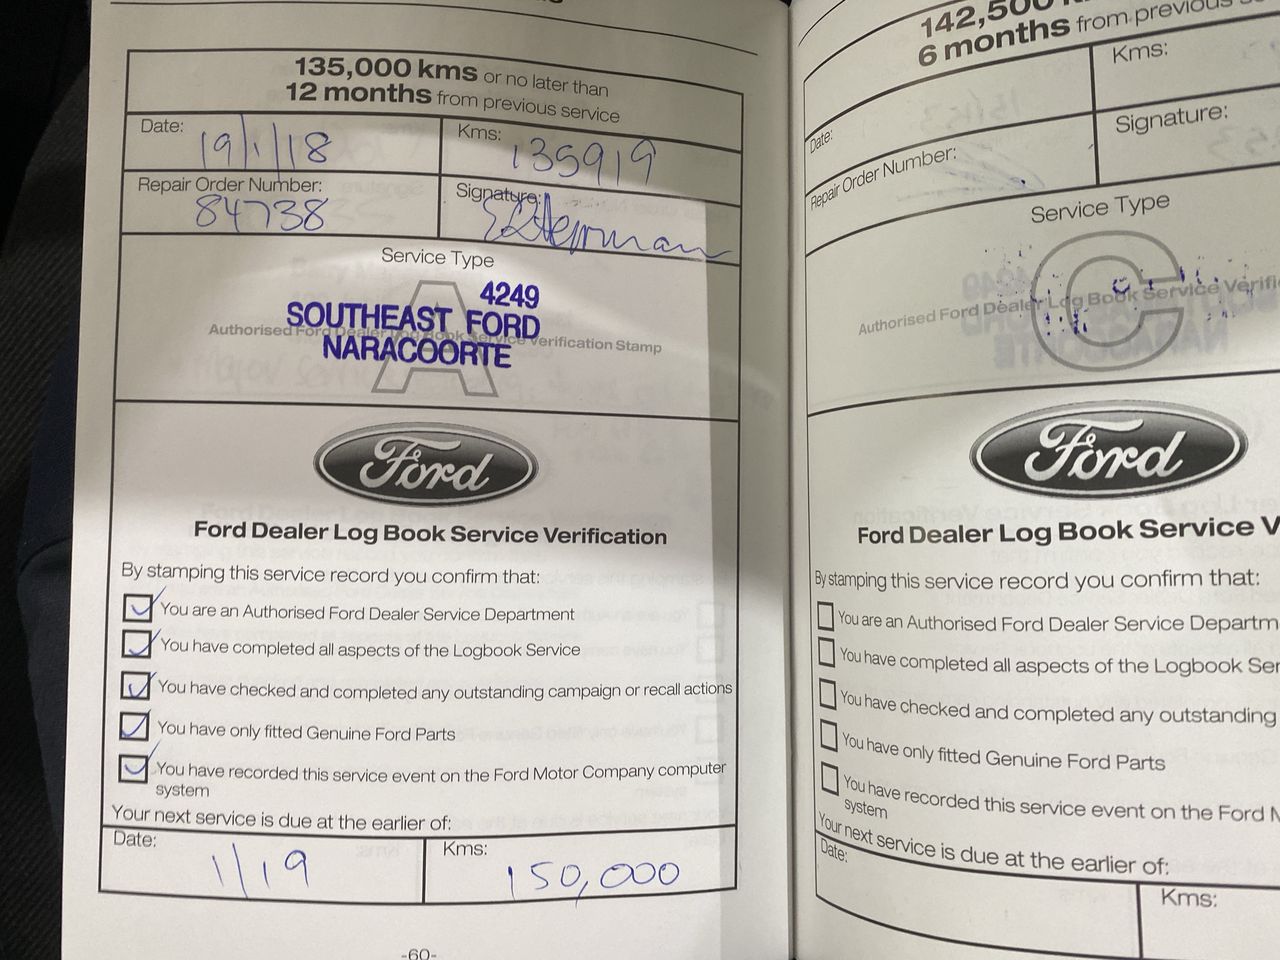 135,000 kms or no later than
12 months from previous service
Date: 19/1/18
Kms: 135919
Repair Order Number: 84738
Signature:
Service Type
A
4249
SOUTHEAST FORD
NARACOORTE
Authorised Ford Dealer Log Book Service Verification Stamp
Ford
Ford Dealer Log Book Service Verification
By stamping this service record you confirm that:
You are an Authorised Ford Dealer Service Department
You have completed all aspects of the Logbook Service
You have checked and completed any outstanding campaign or recall actions
You have only fitted Genuine Ford Parts
You have recorded this service event on the Ford Motor Company computer
system
Your next service is due at the earlier of:
Date: 1/19
Kms: 150,000
-60-
142,500
6 months from previous
Date:
Kms:
Repair Order Number:
Signature:
Service Type
C
Authorised Ford Dealer Log Book Service Verifi
Ford
Ford Dealer Log Book Service V
By stamping this service record you confirm that:
You are an Authorised Ford Dealer Service Departm
You have completed all aspects of the Logbook Ser
You have checked and completed any outstanding
You have only fitted Genuine Ford Parts
You have recorded this service event on the Ford M
system
Your next service is due at the earlier of:
Date:
Kms: